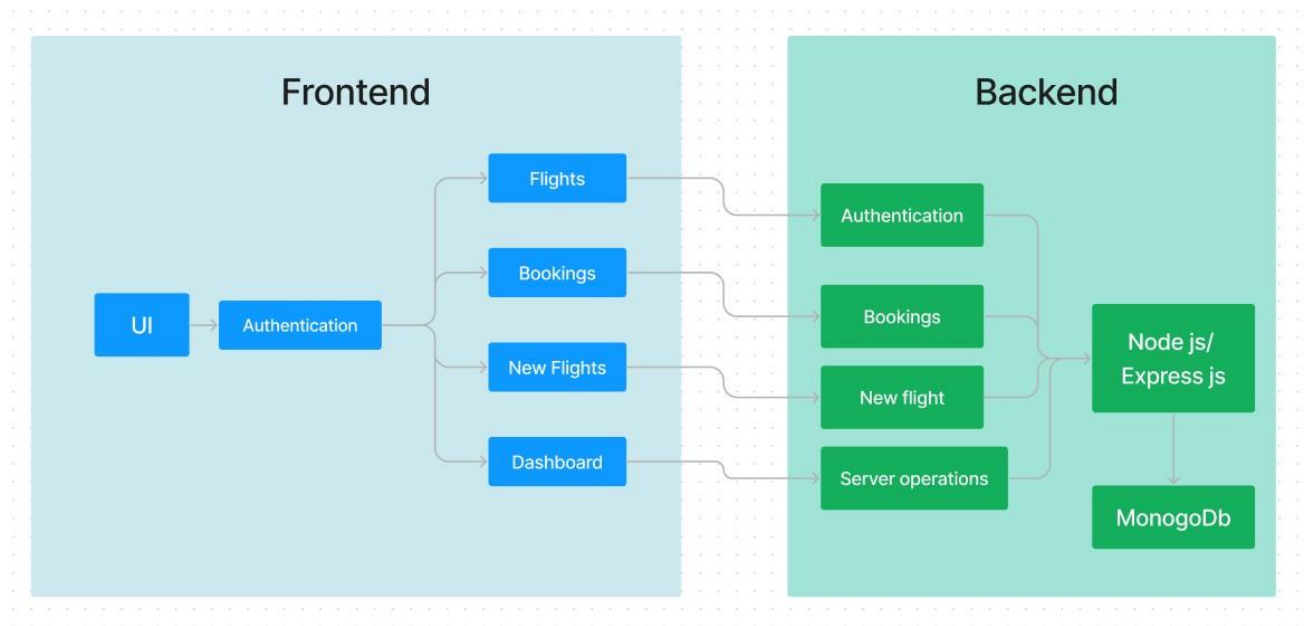 Frontend
UI
Authentication
Flights
Bookings
New Flights
Dashboard
Backend
Authentication
Bookings
New flight
Server operations
Node js/
Express js
MonogoDb